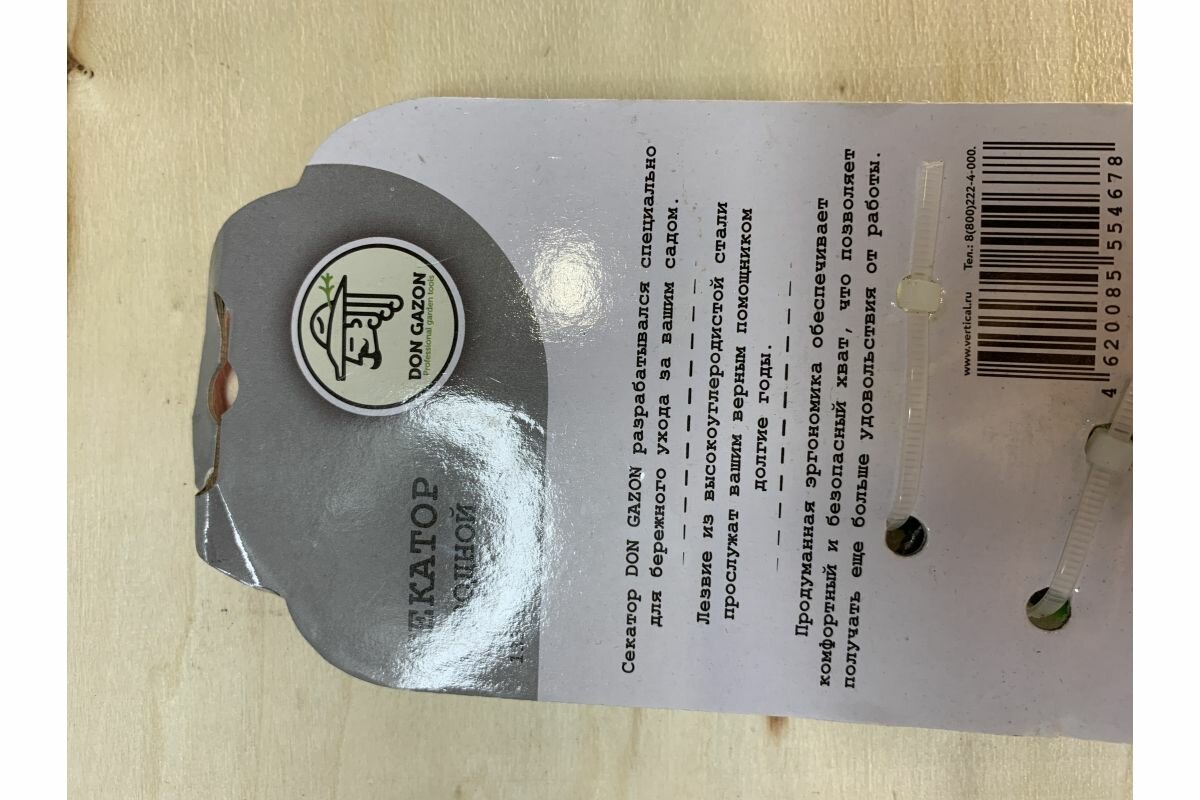 DON GAZON
Professional garden tools
ЕКАТОР
Секатор DON GAZON разрабатывался специально
для бережного ухода за вашим садом.
Лезвие из высокоуглеродистой стали
прослужат вашим верным помощником
долгие годы.
Продуманная эргономика обеспечивает
комфортный и безопасный хват, что позволяет
получать еще больше удовольствия от работы.
www.vertical.ru Тел.: 8(800)222-4-000.
4 620085 554678